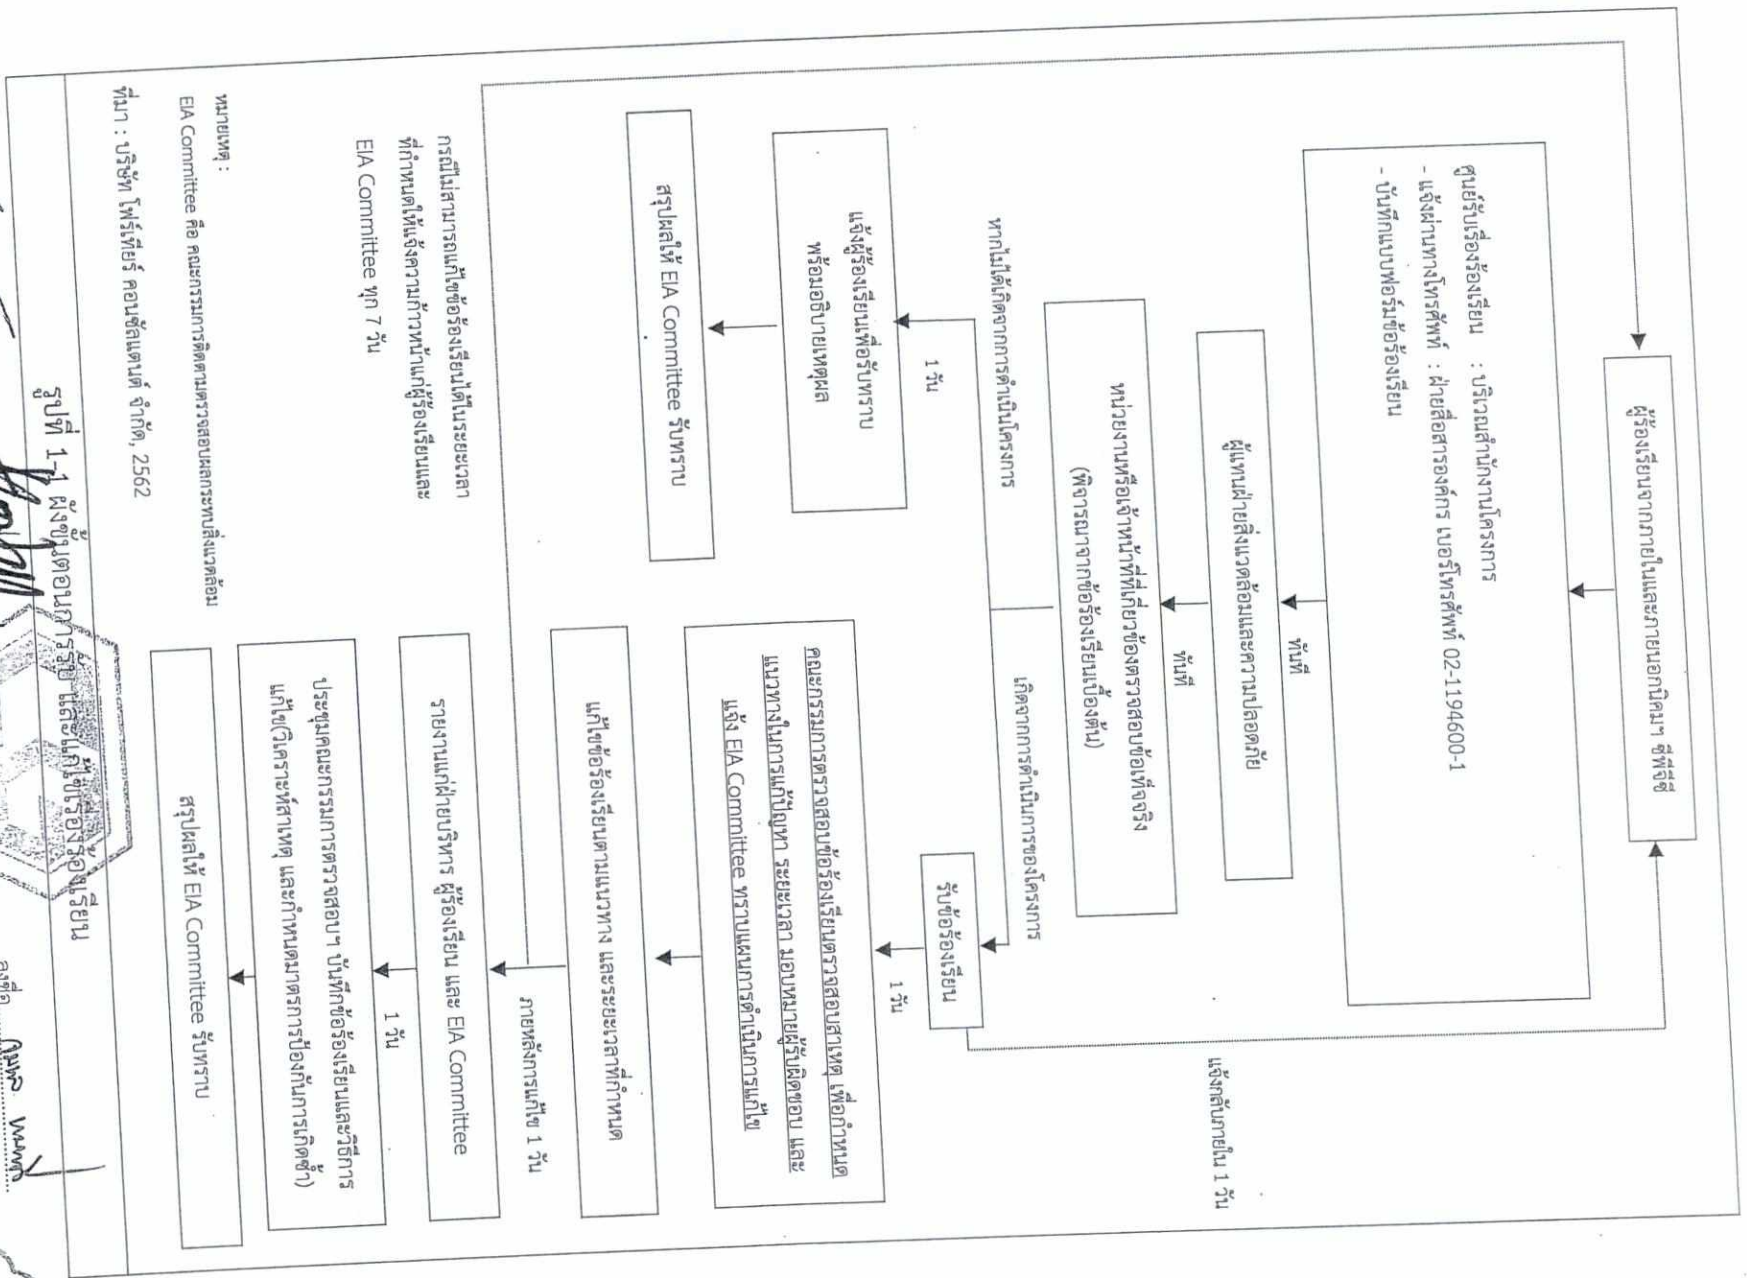 ผู้ร้องเรียนจากภายในและภายนอกนิคมฯ ซีพีจีซี
ศูนย์รับเรื่องร้องเรียน : บริเวณสำนักงานโครงการ
- แจ้งผ่านทางโทรศัพท์ : ฝ่ายสื่อสารองค์กร เบอร์โทรศัพท์ 02-1194600-1
- บันทึกแบบฟอร์มข้อร้องเรียน
ทันที
ผู้แทนฝ่ายสิ่งแวดล้อมและความปลอดภัย
ทันที
หน่วยงานหรือเจ้าหน้าที่ที่เกี่ยวข้องตรวจสอบข้อเท็จจริง
(พิจารณาจากข้อร้องเรียนเบื้องต้น)
แจ้งกลับภายใน 1 วัน
หากไม่ได้เกิดจากการดำเนินโครงการ
เกิดจากการดำเนินการของโครงการ
1 วัน
รับข้อร้องเรียน
1 วัน
แจ้งผู้ร้องเรียนเพื่อรับทราบ
พร้อมอธิบายเหตุผล
คณะกรรมการตรวจสอบข้อร้องเรียนตรวจสอบสาเหตุ เพื่อกำหนด
แนวทางในการแก้ปัญหา ระยะเวลา มอบหมายผู้รับผิดชอบ และ
แจ้ง EIA Committee ทราบแผนการดำเนินการแก้ไข
สรุปผลให้ EIA Committee รับทราบ
แก้ไขข้อร้องเรียนตามแนวทาง และระยะเวลาที่กำหนด
ภายหลังการแก้ไข 1 วัน
กรณีไม่สามารถแก้ไขข้อร้องเรียนได้ในระยะเวลา
ที่กำหนดให้แจ้งความก้าวหน้าแก่ผู้ร้องเรียนและ
EIA Committee ทุก 7 วัน
รายงานแก่ฝ่ายบริหาร ผู้ร้องเรียน และ EIA Committee
1 วัน
ประชุมคณะกรรมการตรวจสอบฯ บันทึกข้อร้องเรียนและวิธีการ
แก้ไข(วิเคราะห์สาเหตุ และกำหนดมาตรการป้องกันการเกิดซ้ำ)
สรุปผลให้ EIA Committee รับทราบ
หมายเหตุ :
EIA Committee คือ คณะกรรมการติดตามตรวจสอบผลกระทบสิ่งแวดล้อม
ที่มา : บริษัท โฟร์เทียร์ คอนซัลแตนต์ จำกัด, 2562
รูปที่ 1-1 ผังขั้นตอนการรับ และแก้ไขเรื่องร้องเรียน
ลงชื่อ